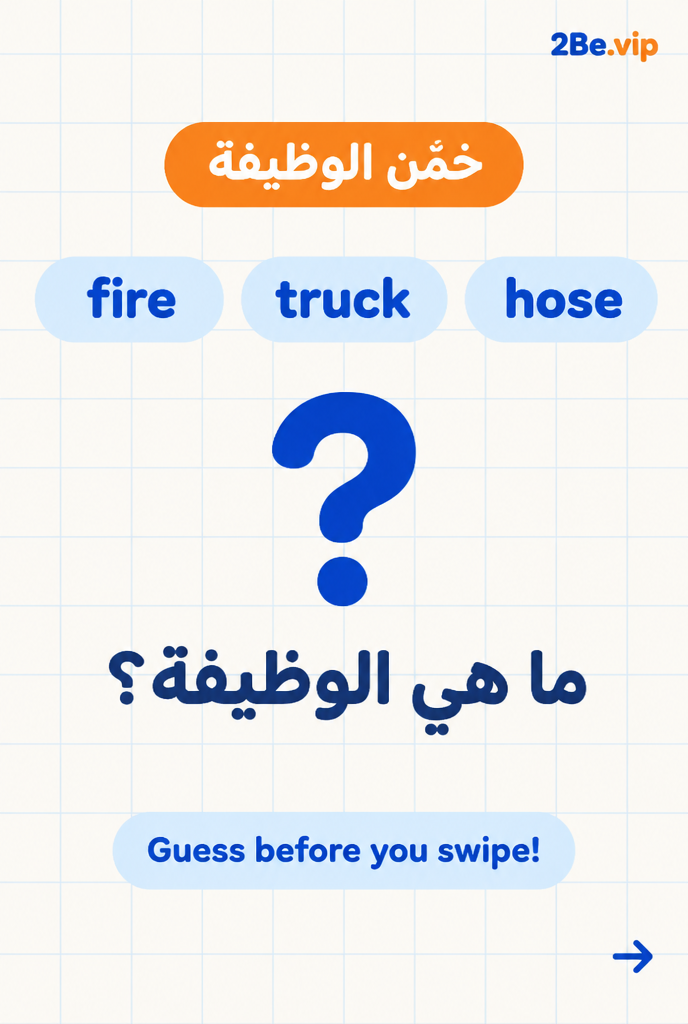 2Be.vip
خمَّن الوظيفة
fire truck hose
?
ما هي الوظيفة؟
Guess before you swipe!
→